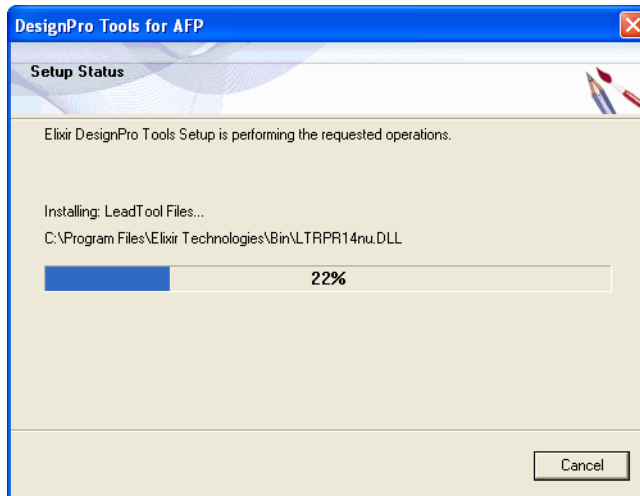 DesignPro Tools for AFP
Setup Status
Elixir DesignPro Tools Setup is performing the requested operations.
Installing: LeadTool Files...
C:\Program Files\Elixir Technologies\Bin\LTRPR14nu.DLL
22%
Cancel